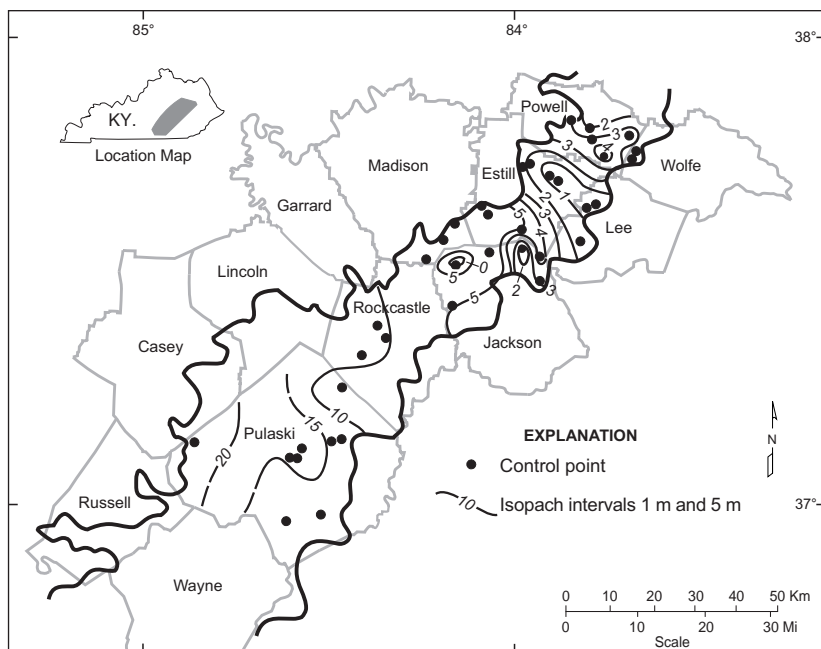 85°
84°
38°
KY.
Location Map
Powell
2
3
4
3
Wolfe
Madison
Estill
1
2
3
4
5
Lee
Garrard
Lincoln
0
5
2
3
Rockcastle
5
Jackson
Casey
15
10
Pulaski
20
EXPLANATION
Control point
10 Isopach intervals 1 m and 5 m
N
Russell
37°
Wayne
0 10 20 30 40 50 Km
0 10 20 30 Mi
Scale
85°
84°